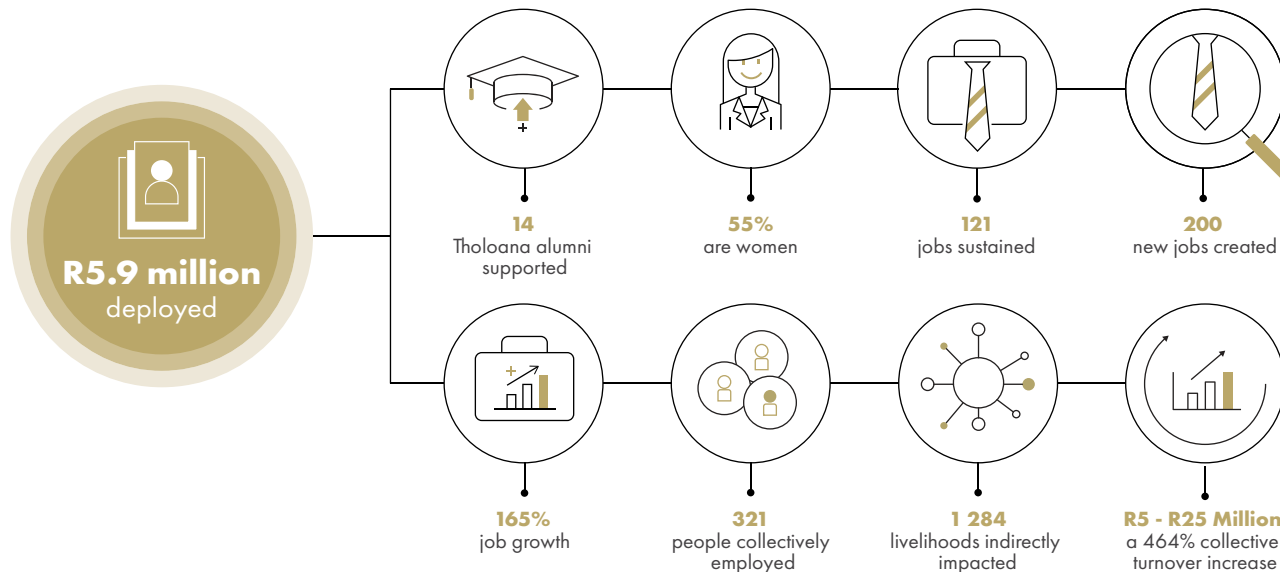 R5.9 million
deployed
14
Tholoana alumni
supported
55%
are women
121
jobs sustained
200
new jobs created
165%
job growth
321
people collectively
employed
1 284
livelihoods indirectly
impacted
R5 - R25 Million
a 464% collective
turnover increase